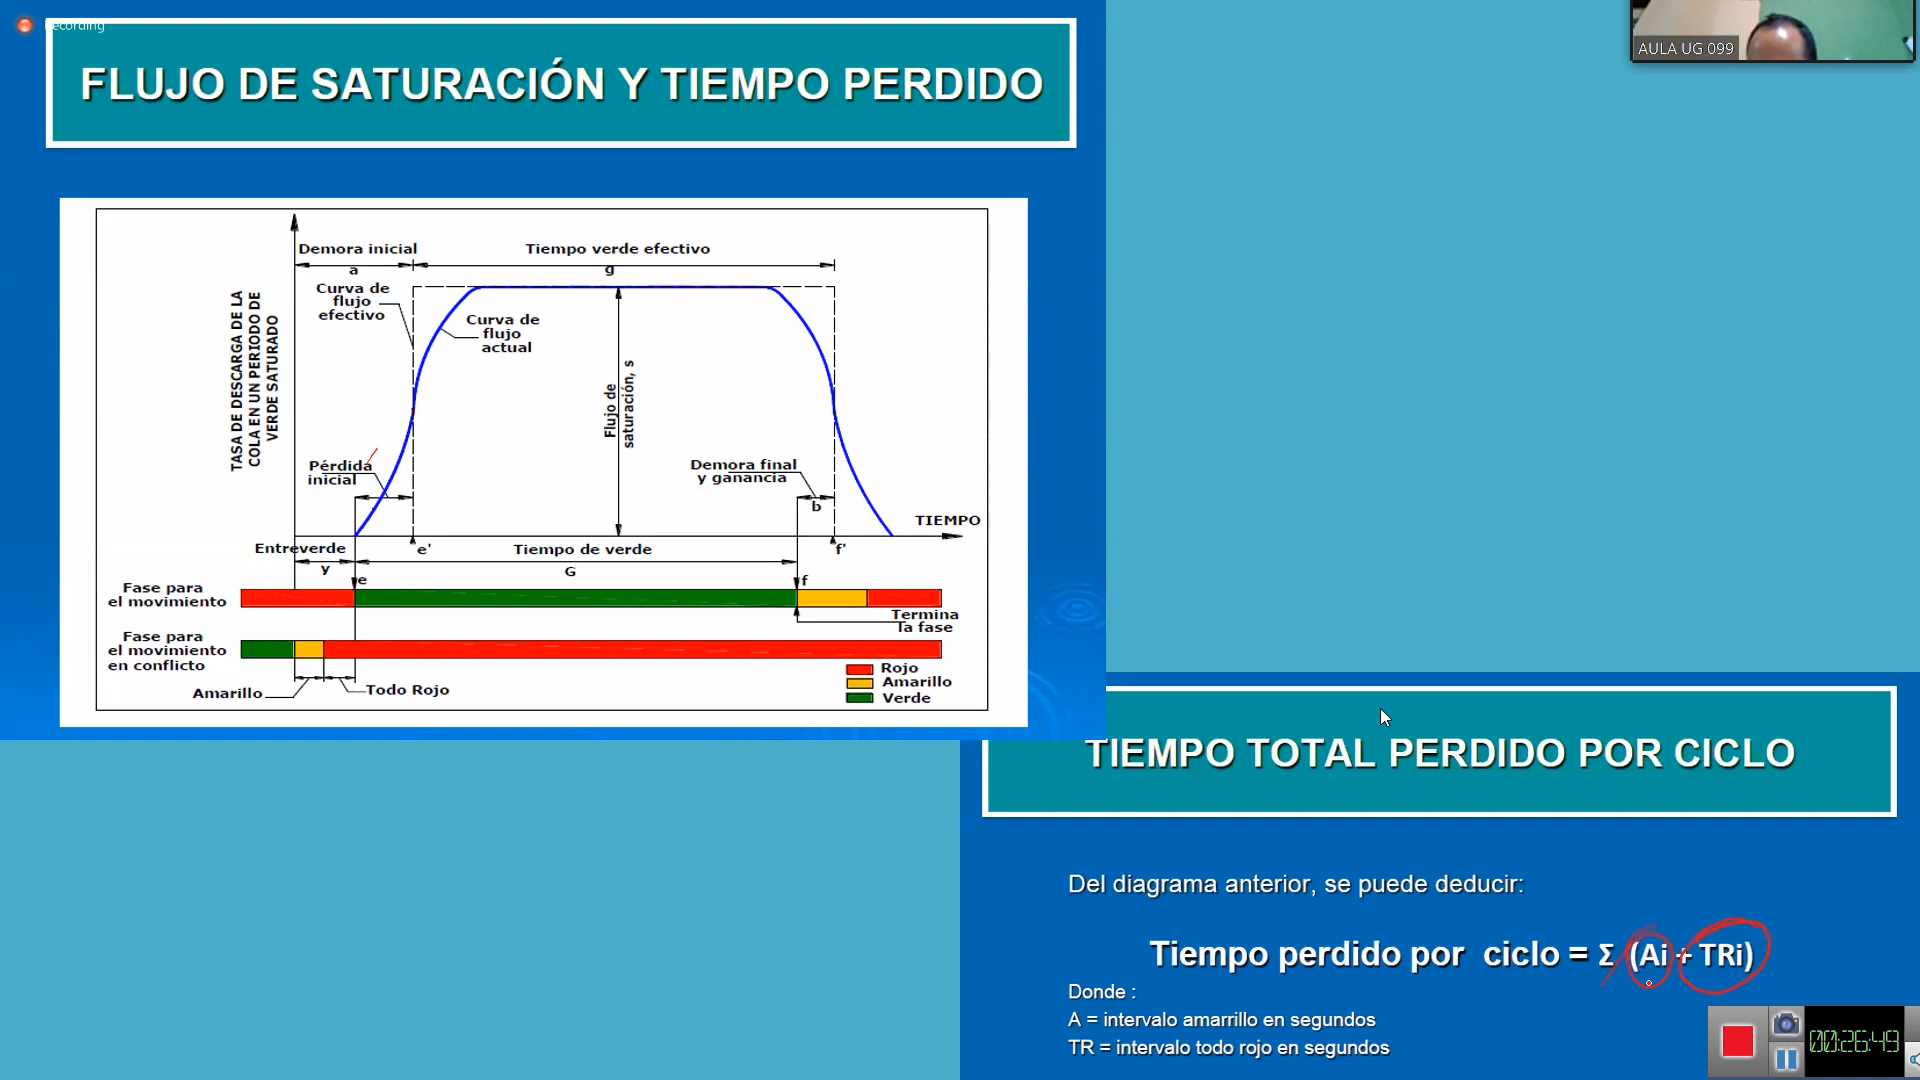 Recording
AULA UG 099
FLUJO DE SATURACIÓN Y TIEMPO PERDIDO
Demora inicial
a
Tiempo verde efectivo
g
Curva de
flujo
efectivo
Curva de
flujo
actual
TASA DE DESCARGA DE LA
COLA EN UN PERIODO DE
VERDE SATURADO
Flujo de
saturación, s
Pérdida
inicial
Demora final
y ganancia
b
TIEMPO
Entreverde
y
e'
Tiempo de verde
G
f'
e
f
Fase para
el movimiento
Termina
la fase
Fase para
el movimiento
en conflicto
Amarillo
Todo Rojo
Rojo
Amarillo
Verde
TIEMPO TOTAL PERDIDO POR CICLO
Del diagrama anterior, se puede deducir:
Tiempo perdido por ciclo = Σ (Ai + TRi)
Donde :
A = intervalo amarrillo en segundos
TR = intervalo todo rojo en segundos
00:26:49